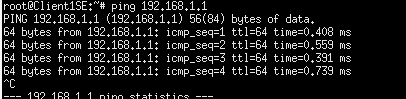 root@Client1SE:~# ping 192.168.1.1
PING 192.168.1.1 (192.168.1.1) 56(84) bytes of data.
64 bytes from 192.168.1.1: icmp_seq=1 ttl=64 time=0.408 ms
64 bytes from 192.168.1.1: icmp_seq=2 ttl=64 time=0.559 ms
64 bytes from 192.168.1.1: icmp_seq=3 ttl=64 time=0.391 ms
64 bytes from 192.168.1.1: icmp_seq=4 ttl=64 time=0.739 ms
^C
--- 192.168.1.1 ping statistics ---